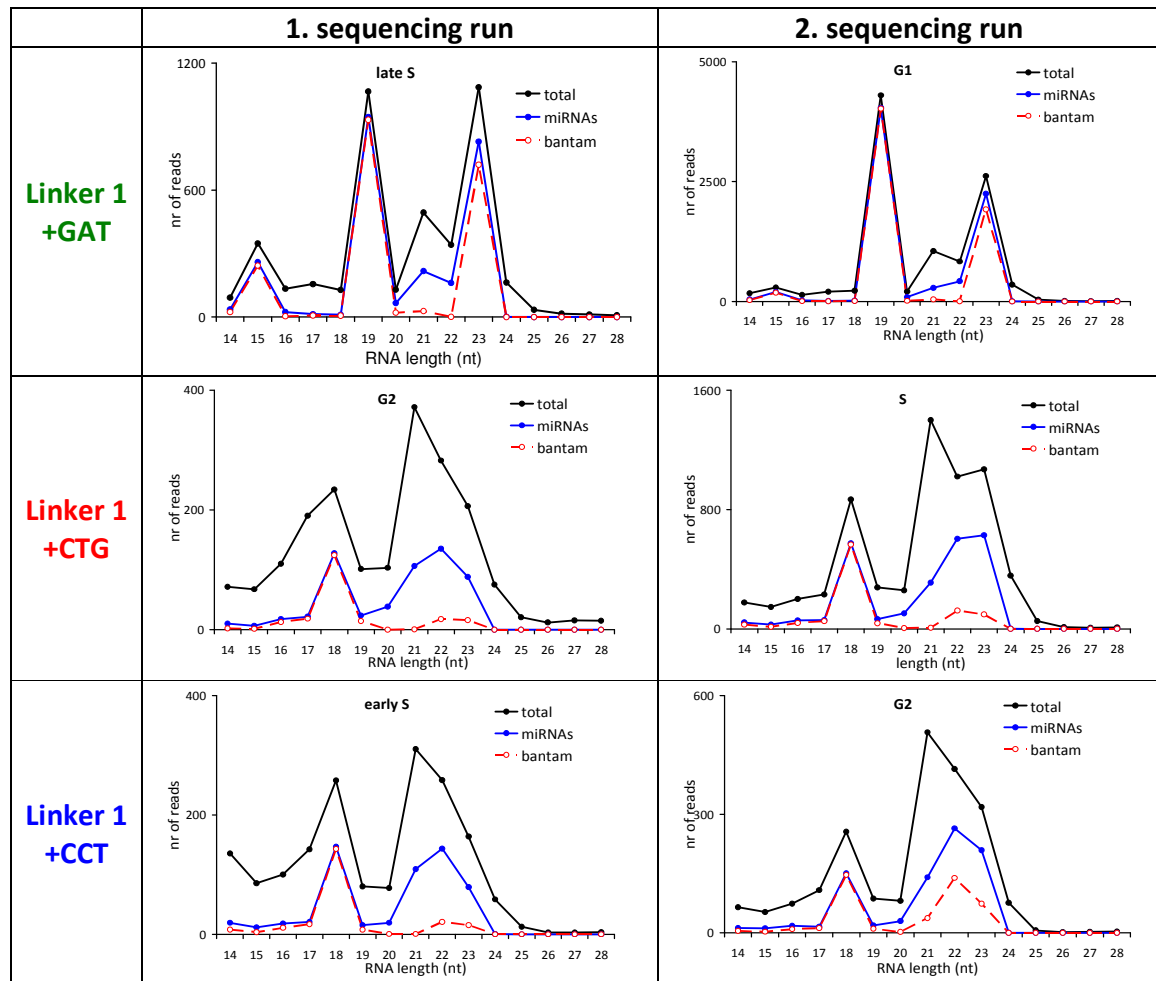 1. sequencing run
2. sequencing run
Linker 1
+GAT
late S
1200
600
0
nr of reads
total
miRNAs
bantam
14 15 16 17 18 19 20 21 22 23 24 25 26 27 28
RNA length (nt)
G1
5000
2500
0
nr of reads
total
miRNAs
bantam
14 15 16 17 18 19 20 21 22 23 24 25 26 27 28
RNA length (nt)
Linker 1
+CTG
G2
400
200
0
nr of reads
total
miRNAs
bantam
14 15 16 17 18 19 20 21 22 23 24 25 26 27 28
RNA length (nt)
S
1600
800
0
nr of reads
total
miRNAs
bantam
14 15 16 17 18 19 20 21 22 23 24 25 26 27 28
length (nt)
Linker 1
+CCT
early S
400
200
0
nr of reads
total
miRNAs
bantam
14 15 16 17 18 19 20 21 22 23 24 25 26 27 28
RNA length (nt)
G2
600
300
0
nr of reads
total
miRNAs
bantam
14 15 16 17 18 19 20 21 22 23 24 25 26 27 28
RNA length (nt)